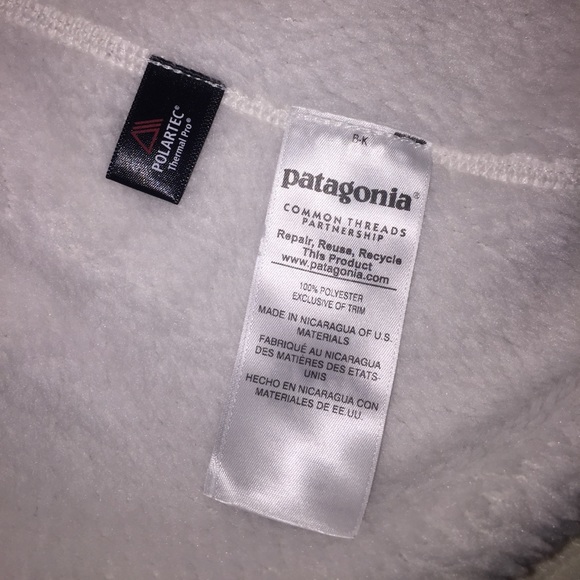 POLARTEC®
Thermal Pro®
patagonia®
COMMON THREADS
PARTNERSHIP
Repair, Reuse, Recycle
This Product
www.patagonia.com
100% POLYESTER
EXCLUSIVE OF TRIM
MADE IN NICARAGUA OF U.S.
MATERIALS
FABRIQUÉ AU NICARAGUA
DES MATIÈRES DES ETATS-
UNIS
HECHO EN NICARAGUA CON
MATERIALES DE EE.UU.